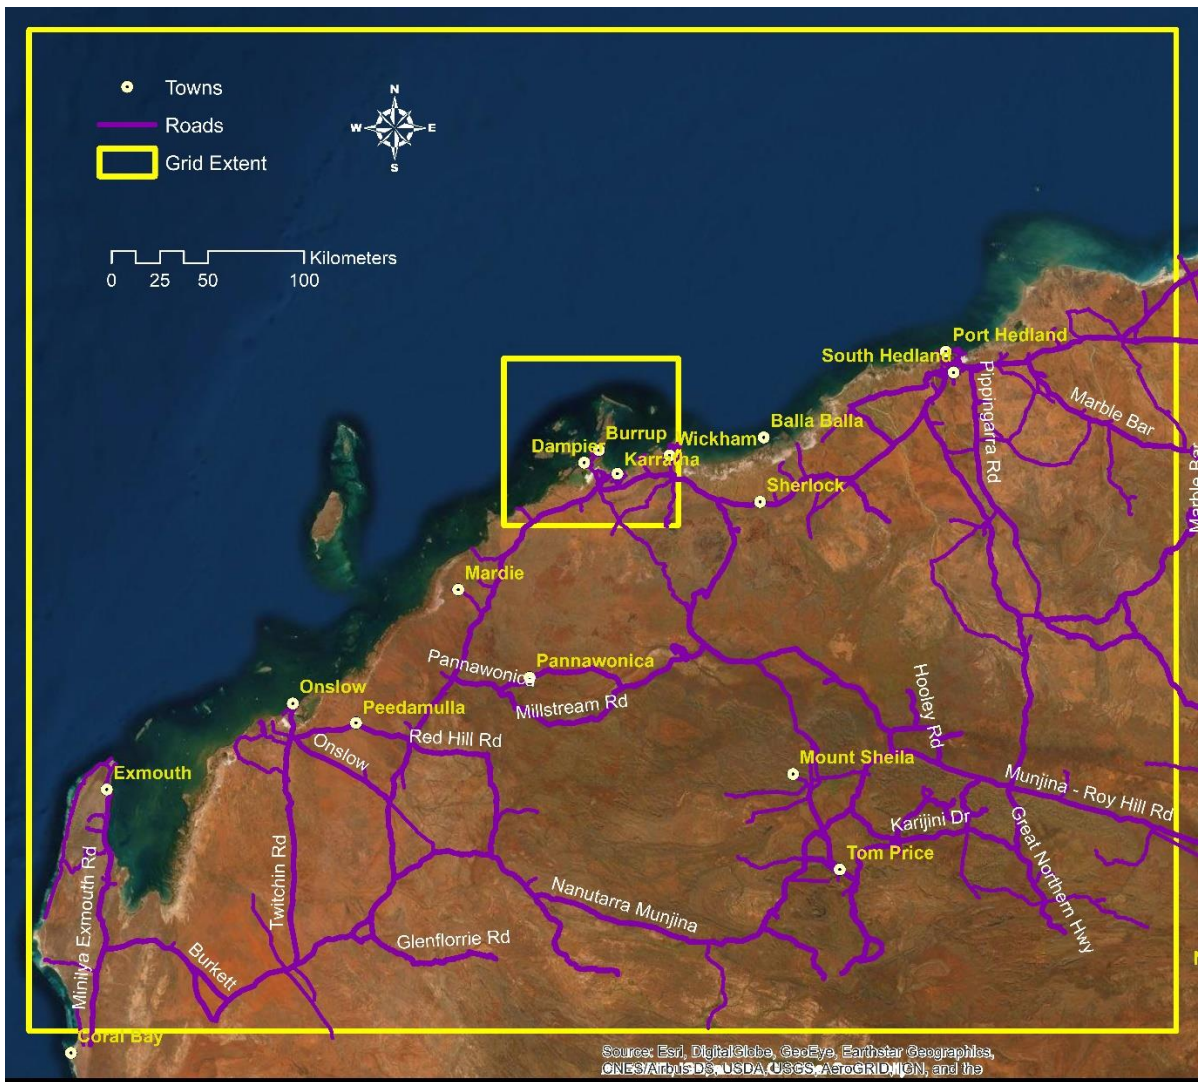 Towns
Roads
Grid Extent
N
W E
S
Kilometers
0 25 50 100
Port Hedland
South Hedland
Pippingarra Rd
Marble Bar
Marble Bar
Balla Balla
Burrup
Wickham
Dampier
Karratha
Sherlock
Mardie
Pannawonica
Pannawonica
Millstream Rd
Hooley Rd
Onslow
Peedamulla
Red Hill Rd
Onslow
Exmouth
Mount Sheila
Munjina - Roy Hill Rd
Karijini Dr
Tom Price
Great Northern Hwy
Twitchin Rd
Minilya Exmouth Rd
Nanutarra Munjina
Glenflorrie Rd
Burkett
Coral Bay
Source: Esri, DigitalGlobe, GeoEye, Earthstar Geographics,
CNES/Airbus DS, USDA, USGS, AeroGRID, IGN, and the